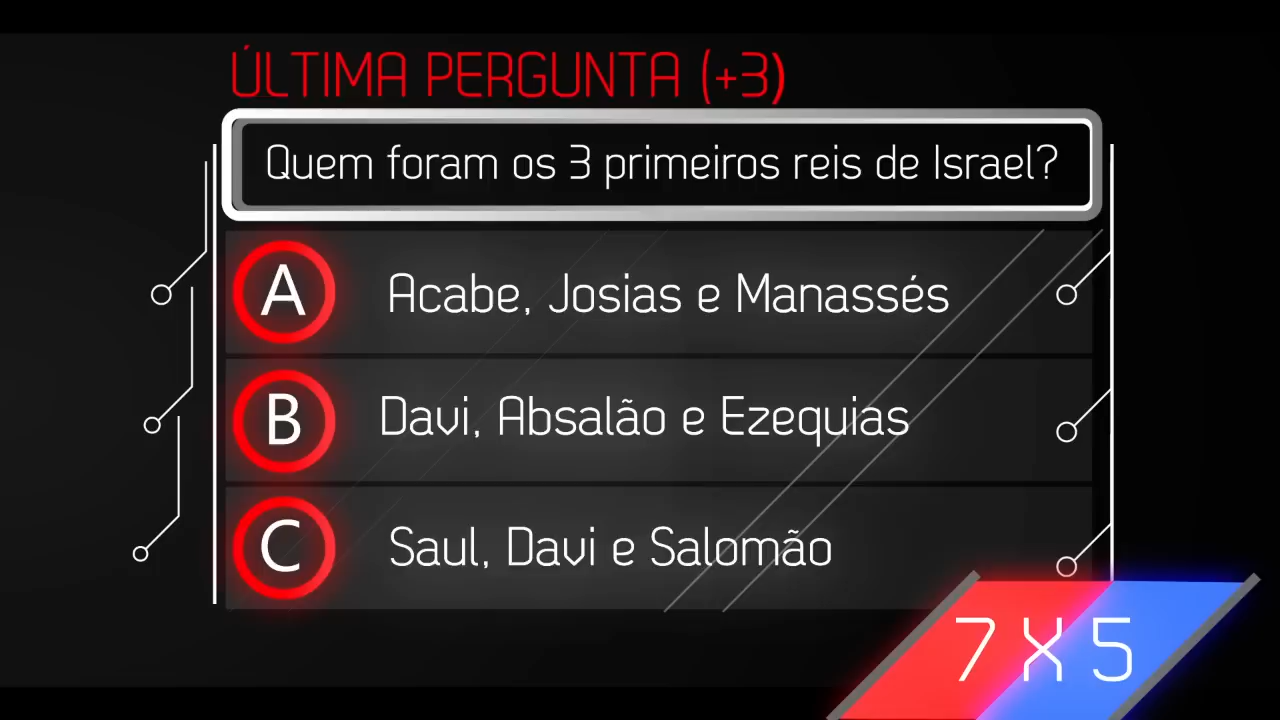 ÚLTIMA PERGUNTA (+3)
Quem foram os 3 primeiros reis de Israel?
A Acabe, Josias e Manassés
B Davi, Absalão e Ezequias
C Saul, Davi e Salomão
7 X 5